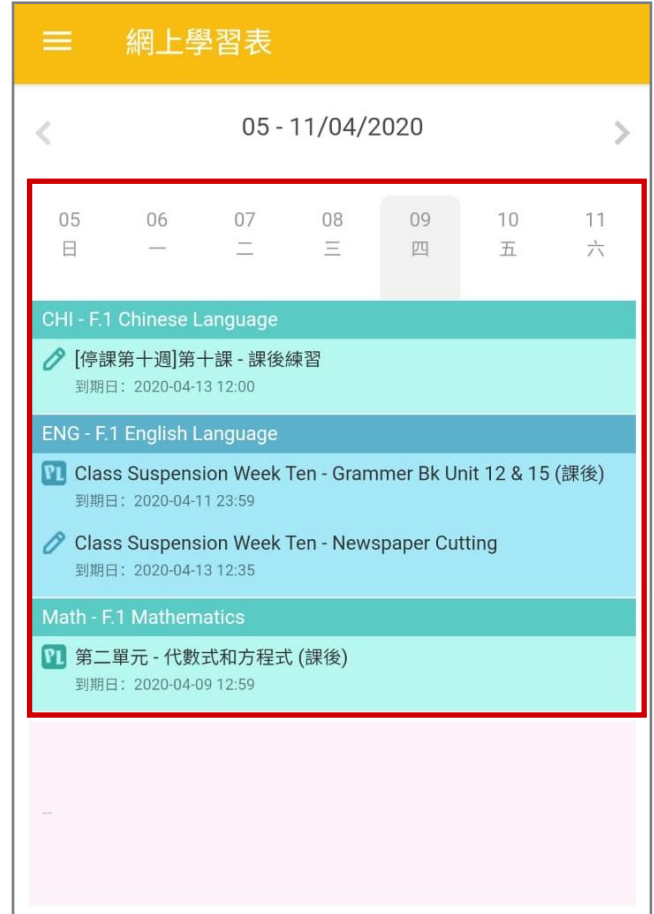 網上學習表
05 - 11/04/2020
05 06 07 08 09 10 11
日 一 二 三 四 五 六
CHI - F.1 Chinese Language
[停課第十週]第十課 - 課後練習
到期日：2020-04-13 12:00
ENG - F.1 English Language
PL Class Suspension Week Ten - Grammer Bk Unit 12 & 15 (課後)
到期日：2020-04-11 23:59
Class Suspension Week Ten - Newspaper Cutting
到期日：2020-04-13 12:35
Math - F.1 Mathematics
PL 第二單元 - 代數式和方程式 (課後)
到期日：2020-04-09 12:59
--